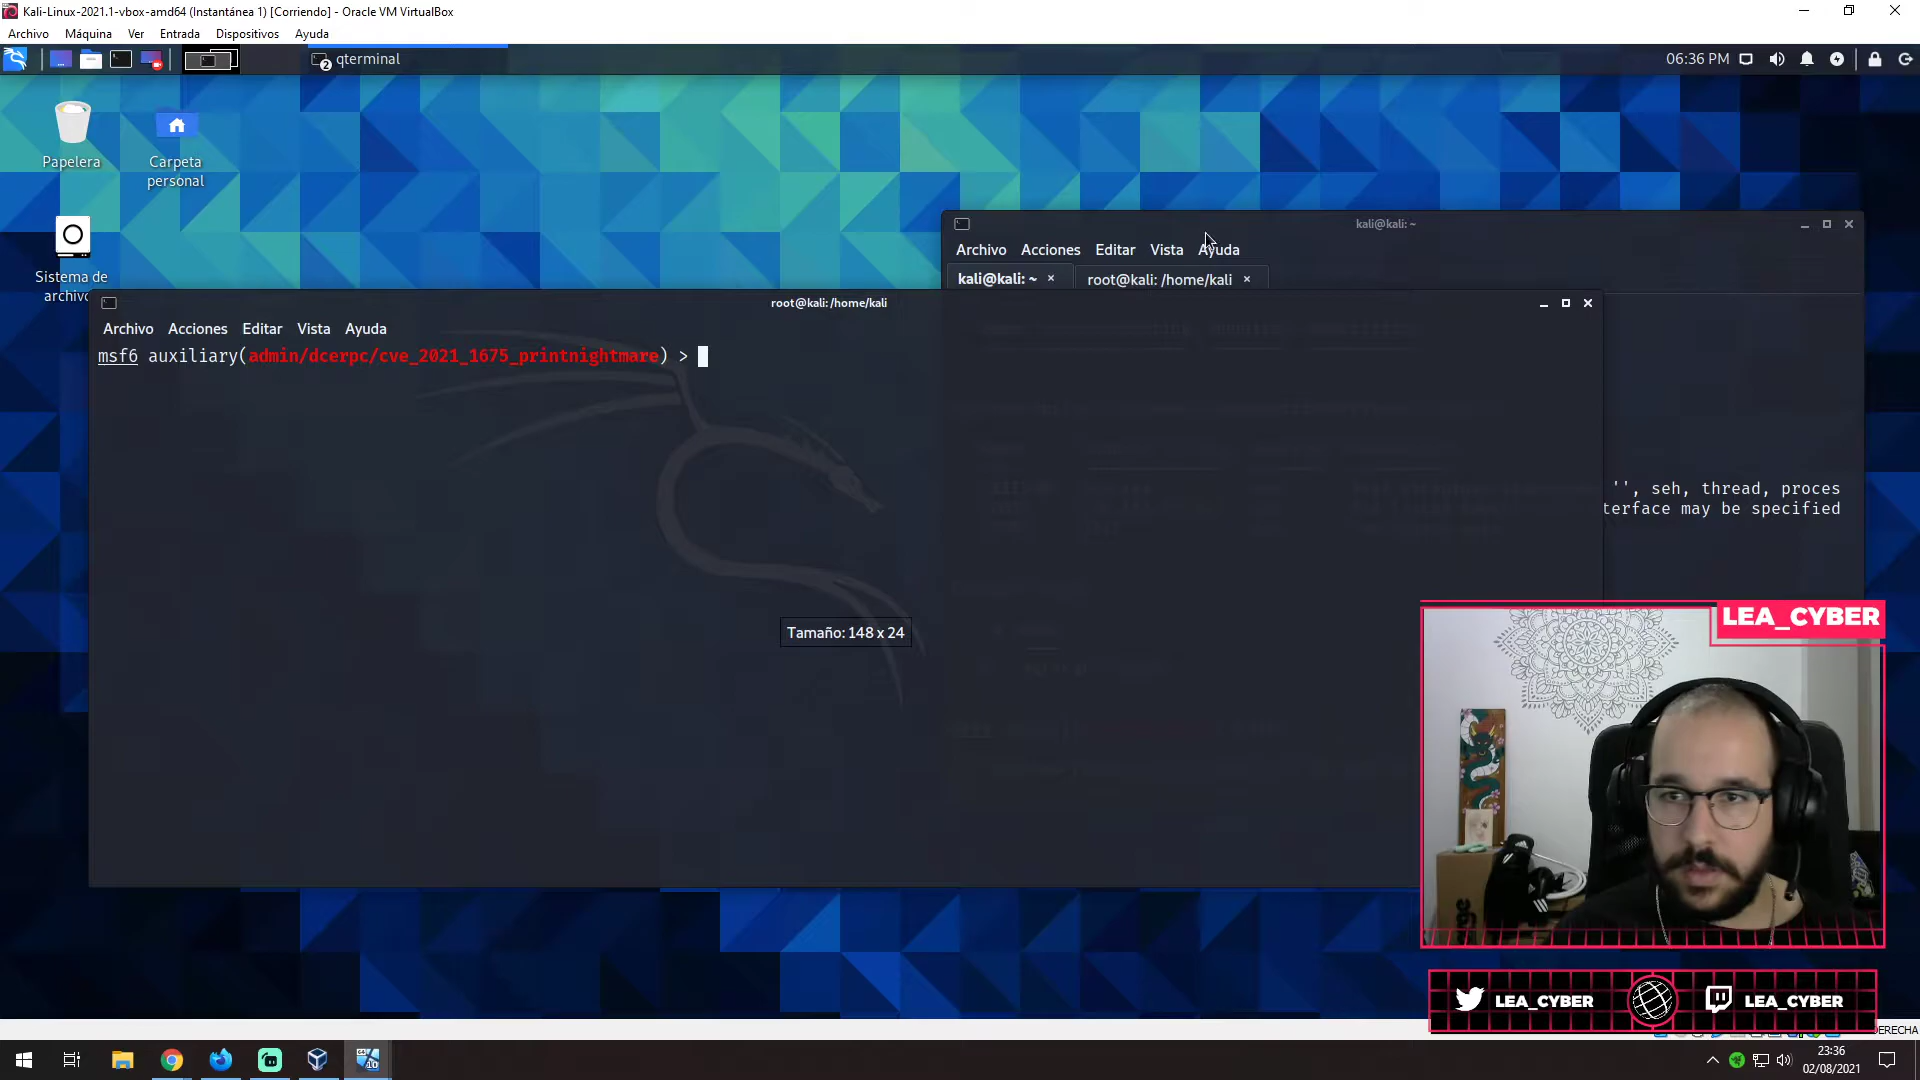 Kali-Linux-2021.1-vbox-amd64 (Instantánea 1) [Corriendo] - Oracle VM VirtualBox
Archivo Máquina Ver Entrada Dispositivos Ayuda
2 qterminal 06:36 PM
Papelera
Carpeta
personal
Sistema de
archivo
kali@kali: ~
Archivo Acciones Editar Vista Ayuda
kali@kali: ~ × root@kali: /home/kali ×
'', seh, thread, proces
terface may be specified
root@kali: /home/kali
Archivo Acciones Editar Vista Ayuda
msf6 auxiliary(admin/dcerpc/cve_2021_1675_printnightmare) >
Tamaño: 148 x 24
LEA_CYBER
LEA_CYBER LEA_CYBER
DERECHA
23:36
02/08/2021